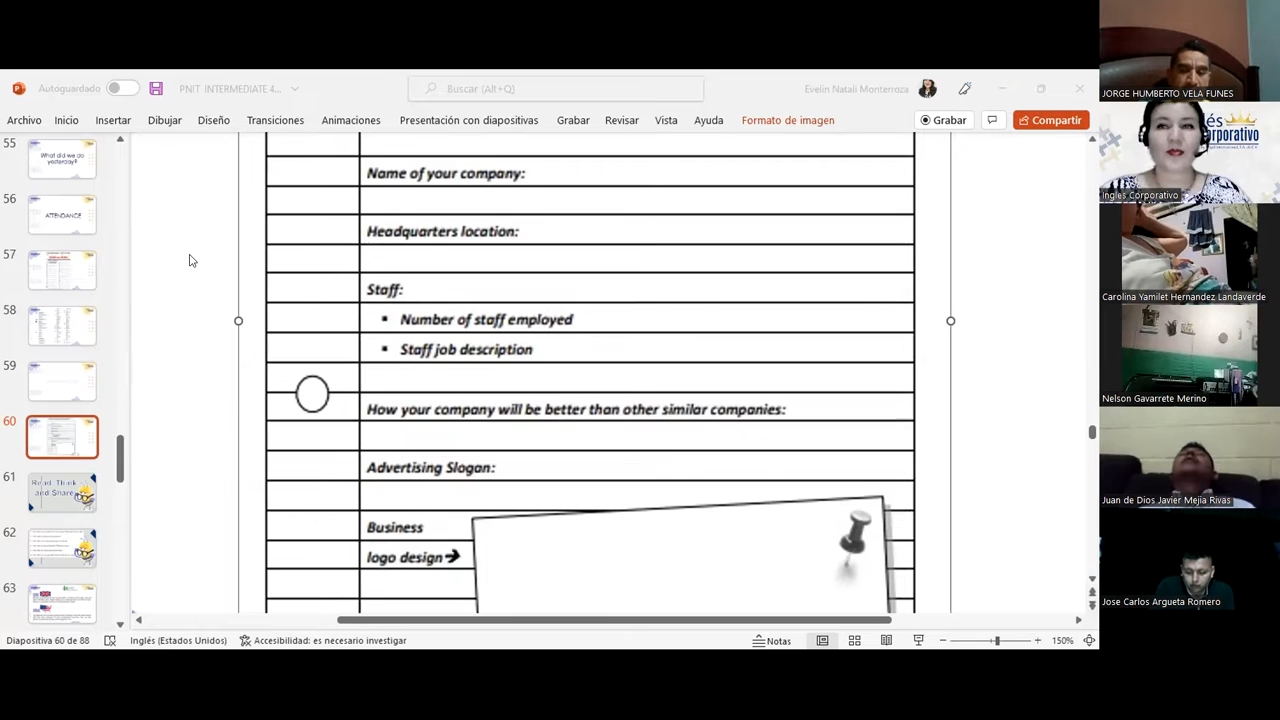 Autoguardado
PNIT INTERMEDIATE 4...
Buscar (Alt+Q)
Evelin Natali Monterroza
Archivo Inicio Insertar Dibujar Diseño Transiciones Animaciones Presentación con diapositivas Grabar Revisar Vista Ayuda Formato de imagen
Grabar
Compartir
55
What did we do
yesterday?
56
ATTENDANCE
57
58
59
60
61
Read, Think
and Share
62
63
Name of your company:
Headquarters location:
Staff:
▪ Number of staff employed
▪ Staff job description
How your company will be better than other similar companies:
Advertising Slogan:
Business
logo design➔
Diapositiva 60 de 88
Inglés (Estados Unidos)
Accesibilidad: es necesario investigar
Notas
150%
JORGE HUMBERTO VELA FUNES
Ingles Corporativo
Carolina Yamilet Hernandez Landaverde
Nelson Gavarrete Merino
Juan de Dios Javier Mejia Rivas
Jose Carlos Argueta Romero